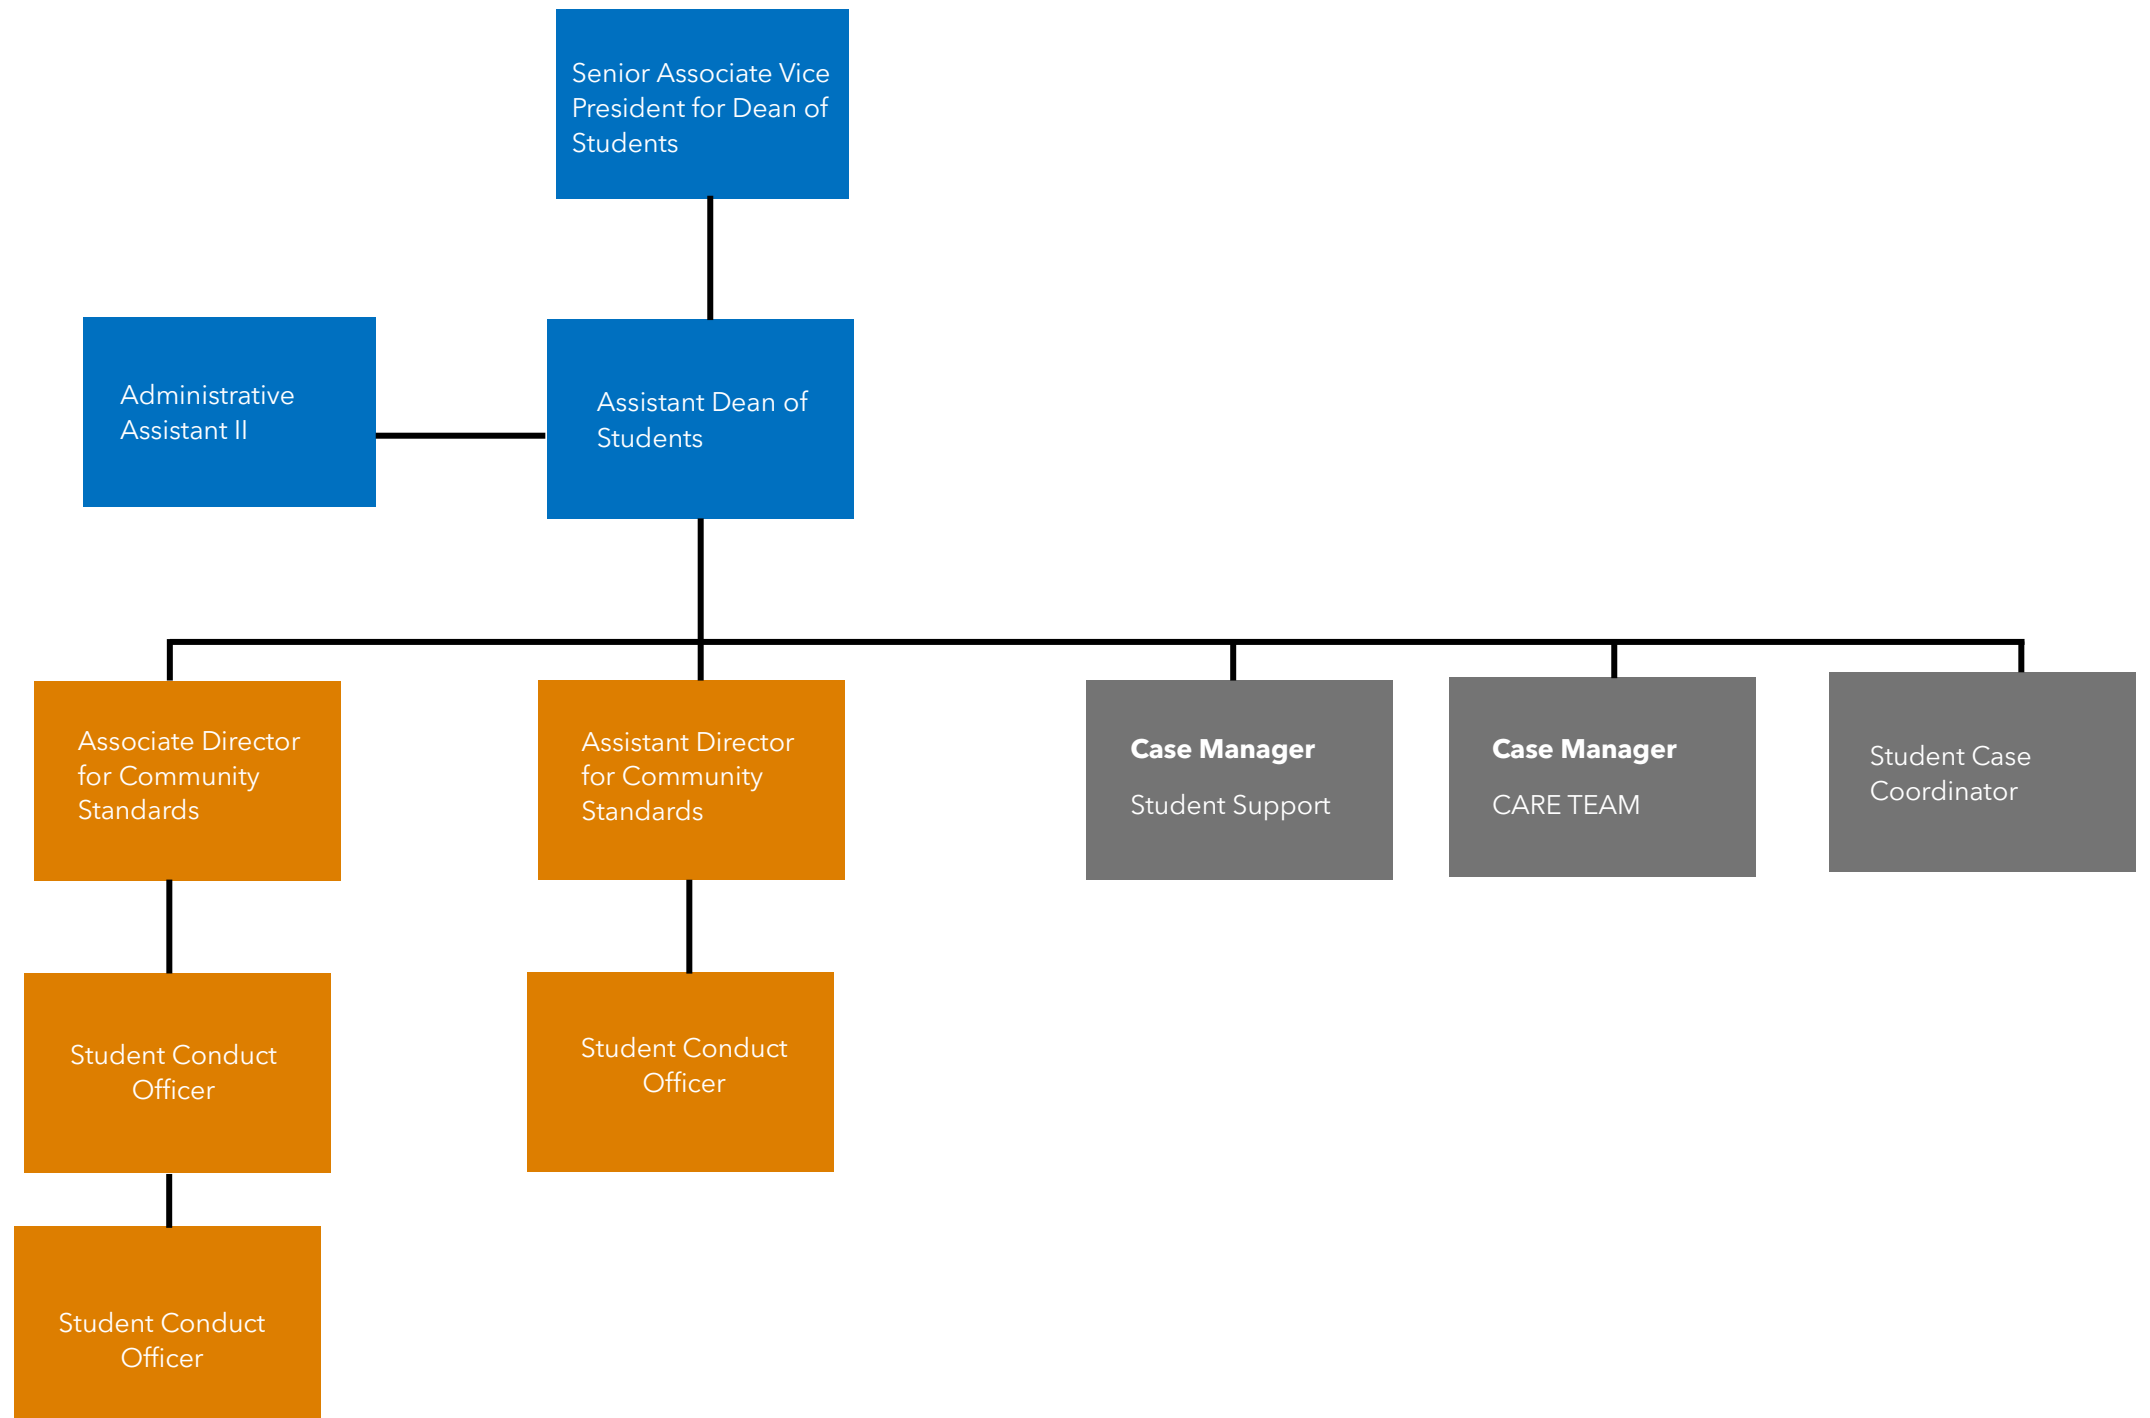 Senior Associate Vice
President for Dean of
Students
Administrative
Assistant II
Assistant Dean of
Students
Associate Director
for Community
Standards
Assistant Director
for Community
Standards
Case Manager
Student Support
Case Manager
CARE TEAM
Student Case
Coordinator
Student Conduct
Officer
Student Conduct
Officer
Student Conduct
Officer